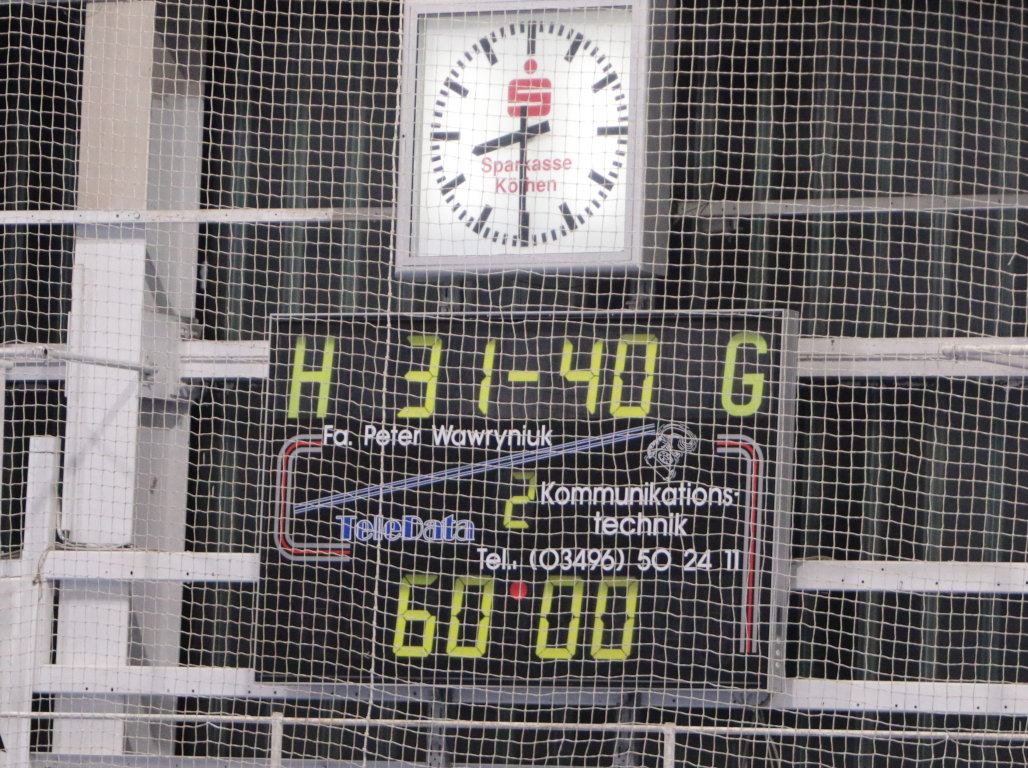 Sparkasse
Köthen
H 31-40 G
Fa. Peter Wawryniuk
2 Kommunikations-
TeleData technik
Tel.: (03496) 50 24 11
60:00